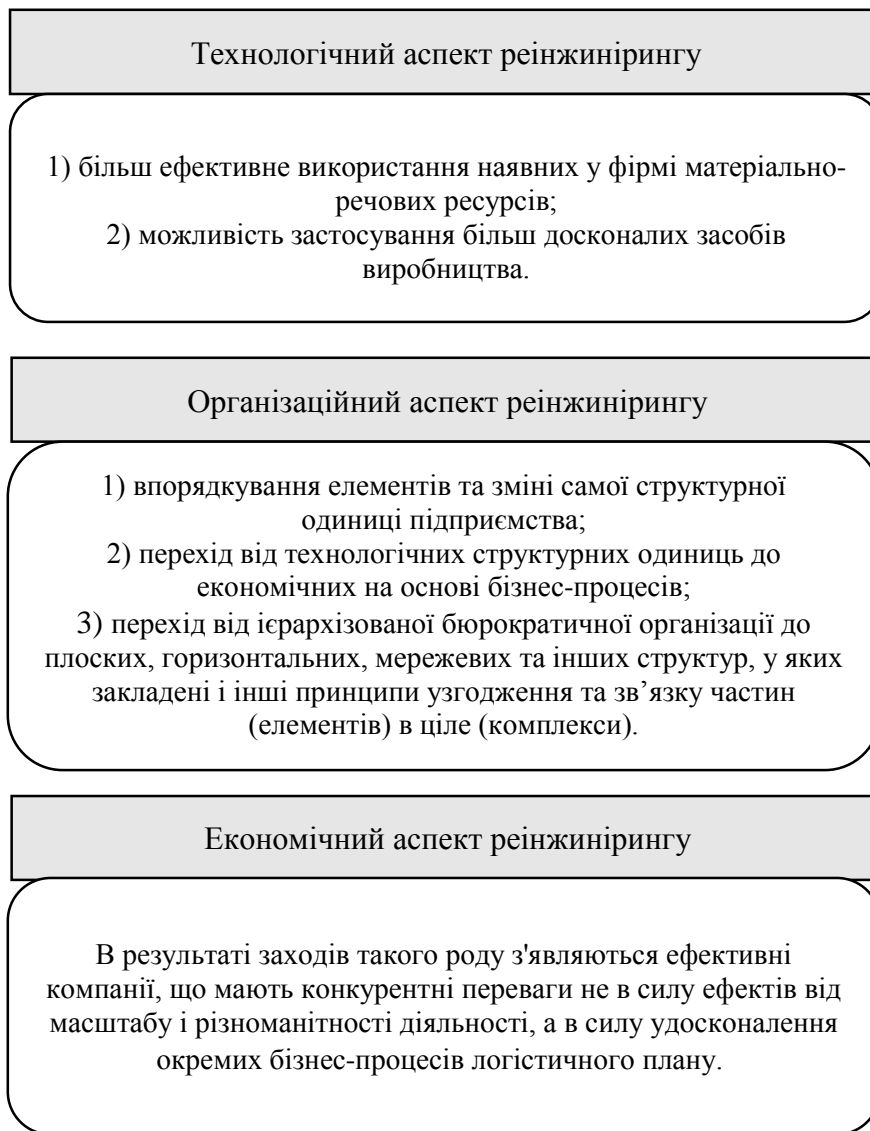 Технологічний аспект реінжинірингу
1) більш ефективне використання наявних у фірмі матеріально-
речових ресурсів;
2) можливість застосування більш досконалих засобів
виробництва.
Організаційний аспект реінжинірингу
1) впорядкування елементів та зміні самої структурної
одиниці підприємства;
2) перехід від технологічних структурних одиниць до
економічних на основі бізнес-процесів;
3) перехід від ієрархізованої бюрократичної організації до
плоских, горизонтальних, мережевих та інших структур, у яких
закладені і інші принципи узгодження та зв’язку частин
(елементів) в ціле (комплекси).
Економічний аспект реінжинірингу
В результаті заходів такого роду з'являються ефективні
компанії, що мають конкурентні переваги не в силу ефектів від
масштабу і різноманітності діяльності, а в силу удосконалення
окремих бізнес-процесів логістичного плану.